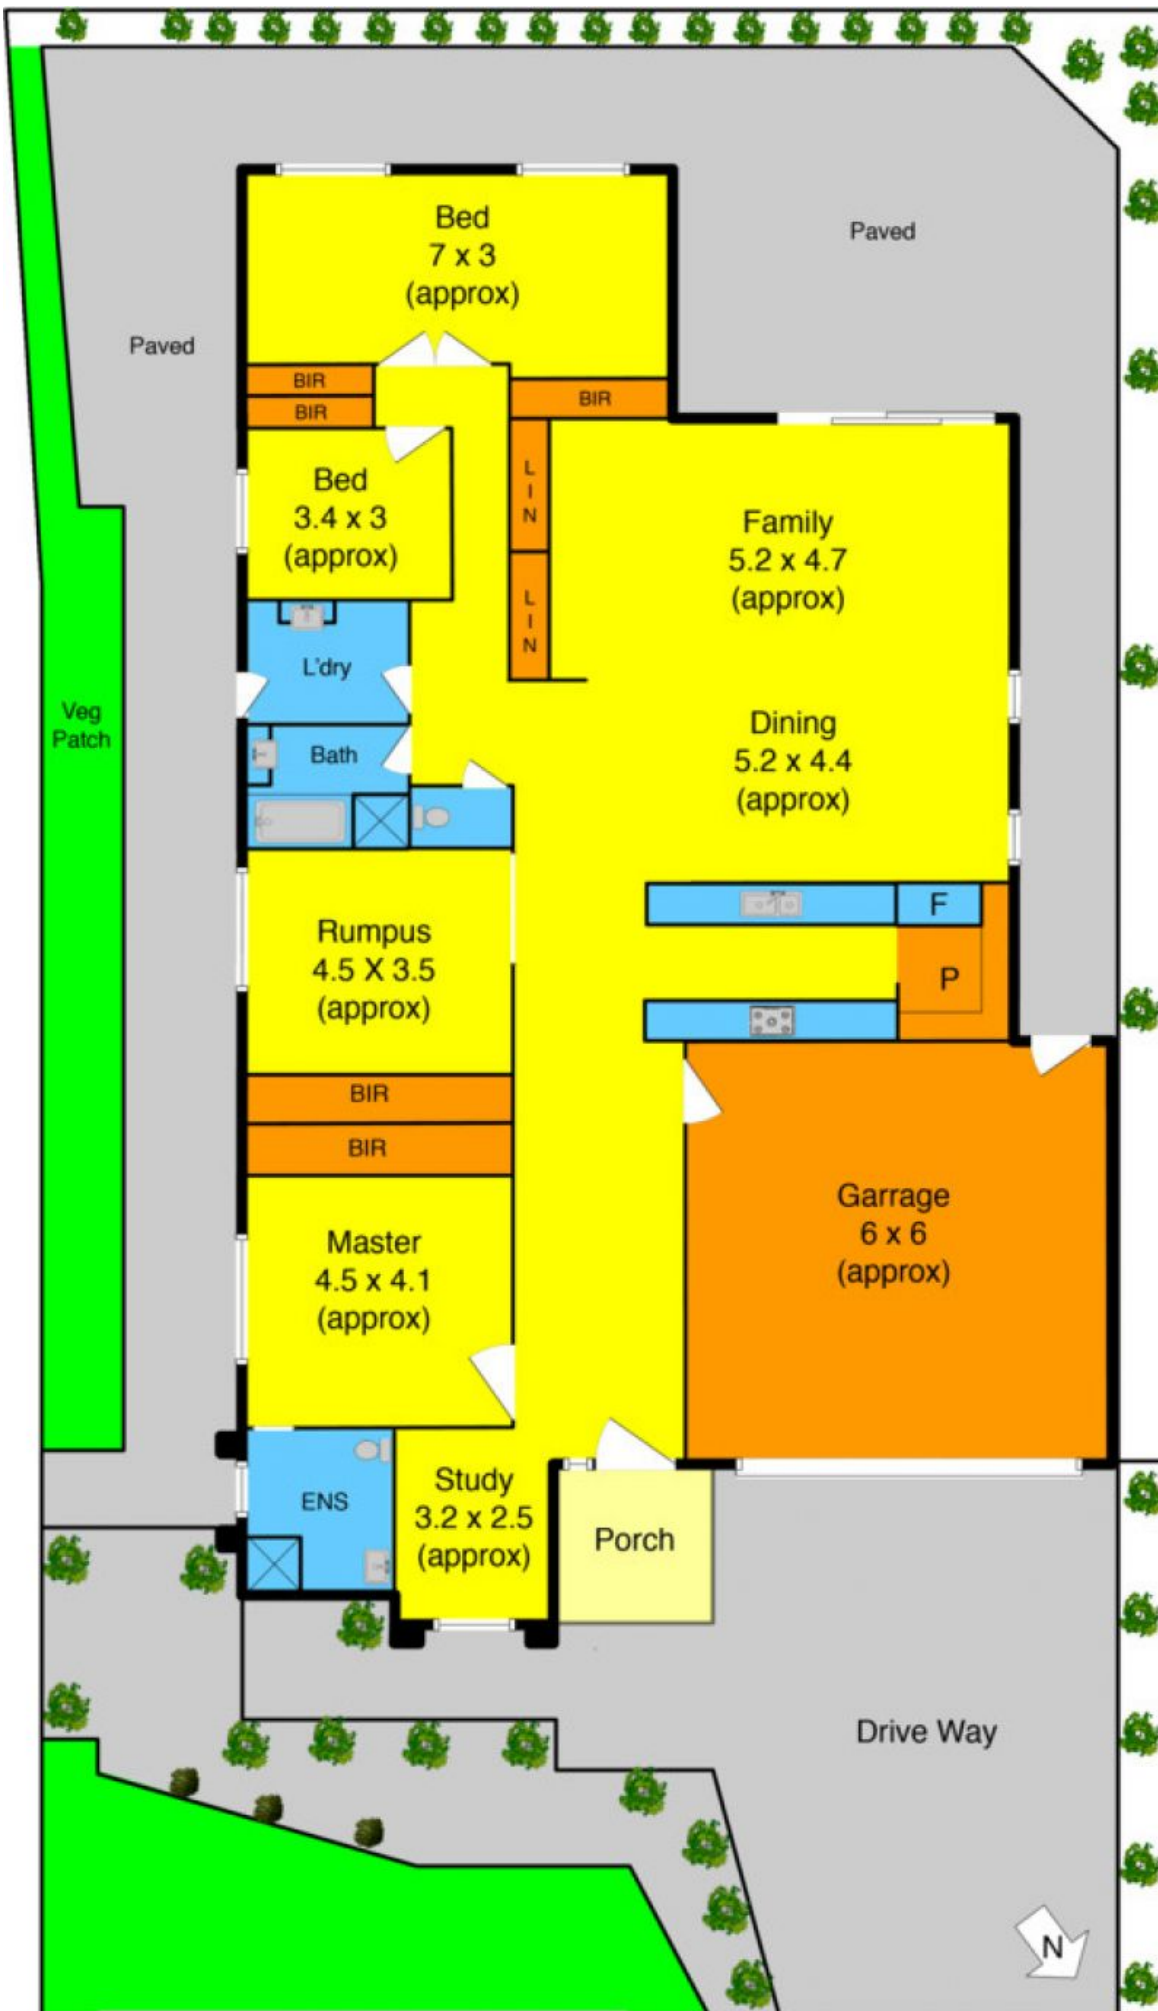 Bed
7 x 3
(approx)
Paved
Paved
BIR
BIR
BIR
Bed
3.4 x 3
(approx)
L
I
N
Family
5.2 x 4.7
(approx)
L
I
N
L'dry
Veg
Patch
Bath
Dining
5.2 x 4.4
(approx)
F
Rumpus
4.5 X 3.5
(approx)
P
BIR
BIR
Garrage
6 x 6
(approx)
Master
4.5 x 4.1
(approx)
ENS
Study
3.2 x 2.5
(approx)
Porch
Drive Way
N